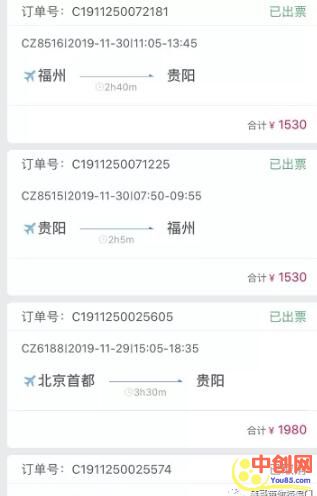 订单号: C1911250072181 已出票
CZ8516|2019-11-30|11:05-13:45
福州 贵阳
2h40m
合计 ¥ 1530
订单号: C1911250071225 已出票
CZ8515|2019-11-30|07:50-09:55
贵阳 福州
2h5m
合计 ¥ 1530
订单号: C1911250025605 已出票
CZ6188|2019-11-29|15:05-18:35
北京首都 贵阳
3h30m
合计 ¥ 1980
订单号: C1911250025574
中创网
You85.com